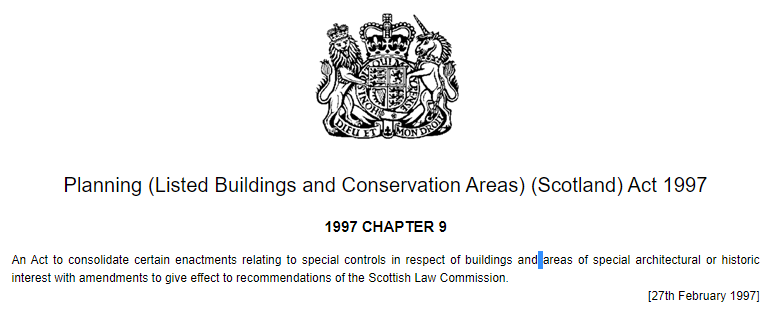 DIEU ET MON DROIT
Planning (Listed Buildings and Conservation Areas) (Scotland) Act 1997
1997 CHAPTER 9
An Act to consolidate certain enactments relating to special controls in respect of buildings and areas of special architectural or historic
interest with amendments to give effect to recommendations of the Scottish Law Commission.
[27th February 1997]